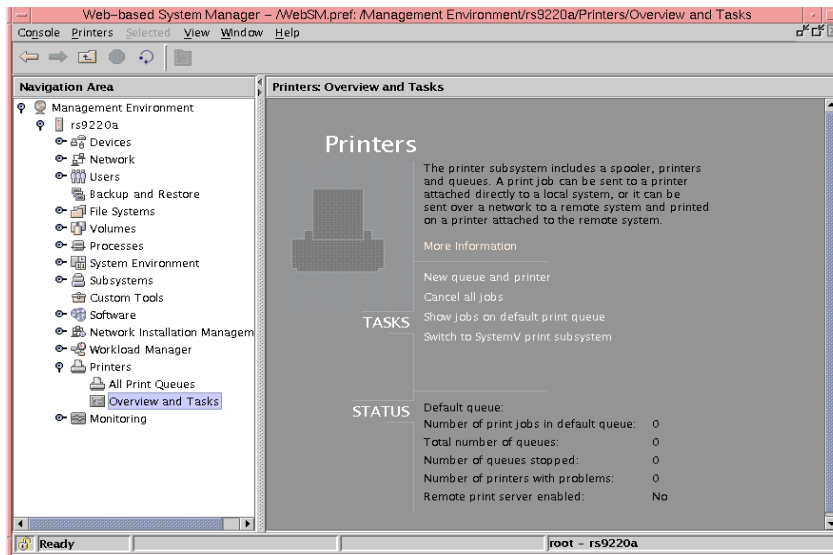 Web-based System Manager - /WebSM.pref: /Management Environment/rs9220a/Printers/Overview and Tasks
Console Printers Selected View Window Help
Navigation Area
Management Environment
rs9220a
Devices
Network
Users
Backup and Restore
File Systems
Volumes
Processes
System Environment
Subsystems
Custom Tools
Software
Network Installation Managem
Workload Manager
Printers
All Print Queues
Overview and Tasks
Monitoring
Printers: Overview and Tasks
Printers
The printer subsystem includes a spooler, printers
and queues. A print job can be sent to a printer
attached directly to a local system, or it can be
sent over a network to a remote system and printed
on a printer attached to the remote system.
More Information
TASKS
New queue and printer
Cancel all jobs
Show jobs on default print queue
Switch to SystemV print subsystem
STATUS
Default queue:
Number of print jobs in default queue: 0
Total number of queues: 0
Number of queues stopped: 0
Number of printers with problems: 0
Remote print server enabled: No
Ready
root - rs9220a